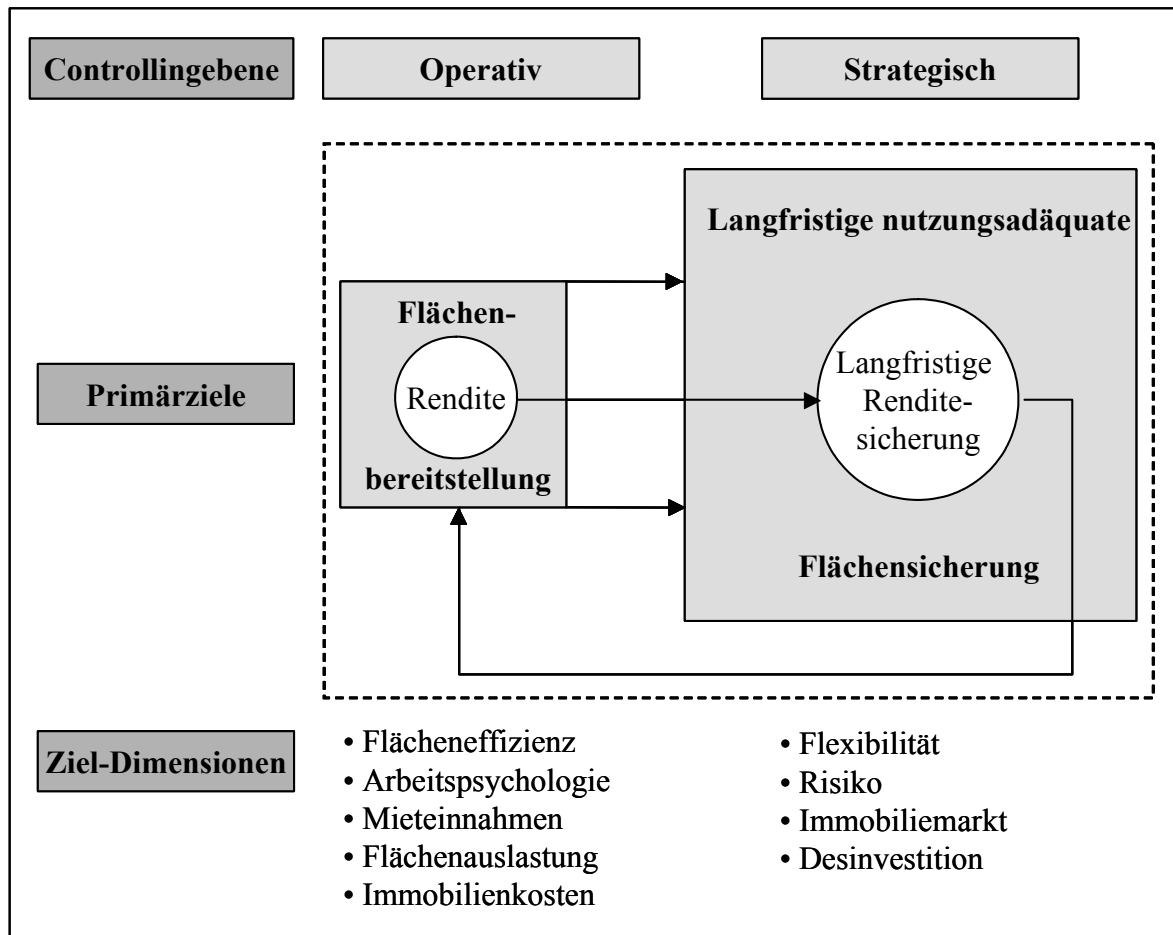 Controllingebene
Operativ
Strategisch
Primärziele
Flächen-
Rendite
bereitstellung
Langfristige nutzungsadäquate
Langfristige
Rendite-
sicherung
Flächensicherung
Ziel-Dimensionen
• Flächeneffizienz
• Arbeitspsychologie
• Mieteinnahmen
• Flächenauslastung
• Immobilienkosten
• Flexibilität
• Risiko
• Immobiliemarkt
• Desinvestition